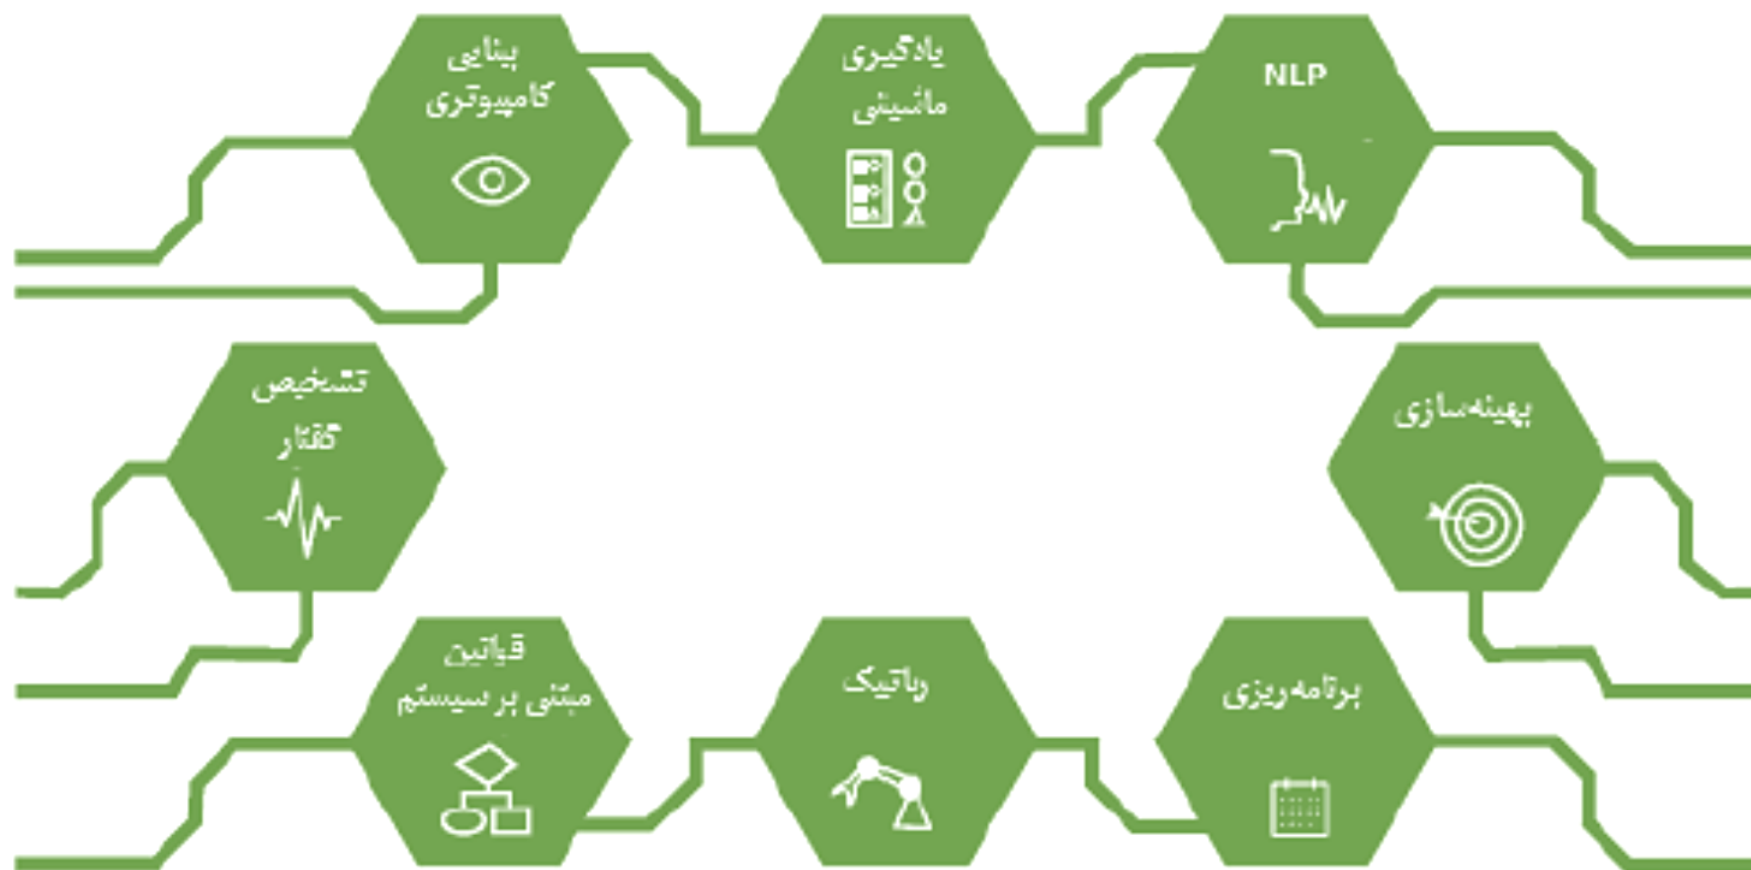 NLP
یادگیری
ماشینی
بینایی
کامپیوتری
بهینه‌سازی
تشخیص
گفتار
برنامه‌ریزی
رباتیک
قوانین
مبتنی بر سیستم